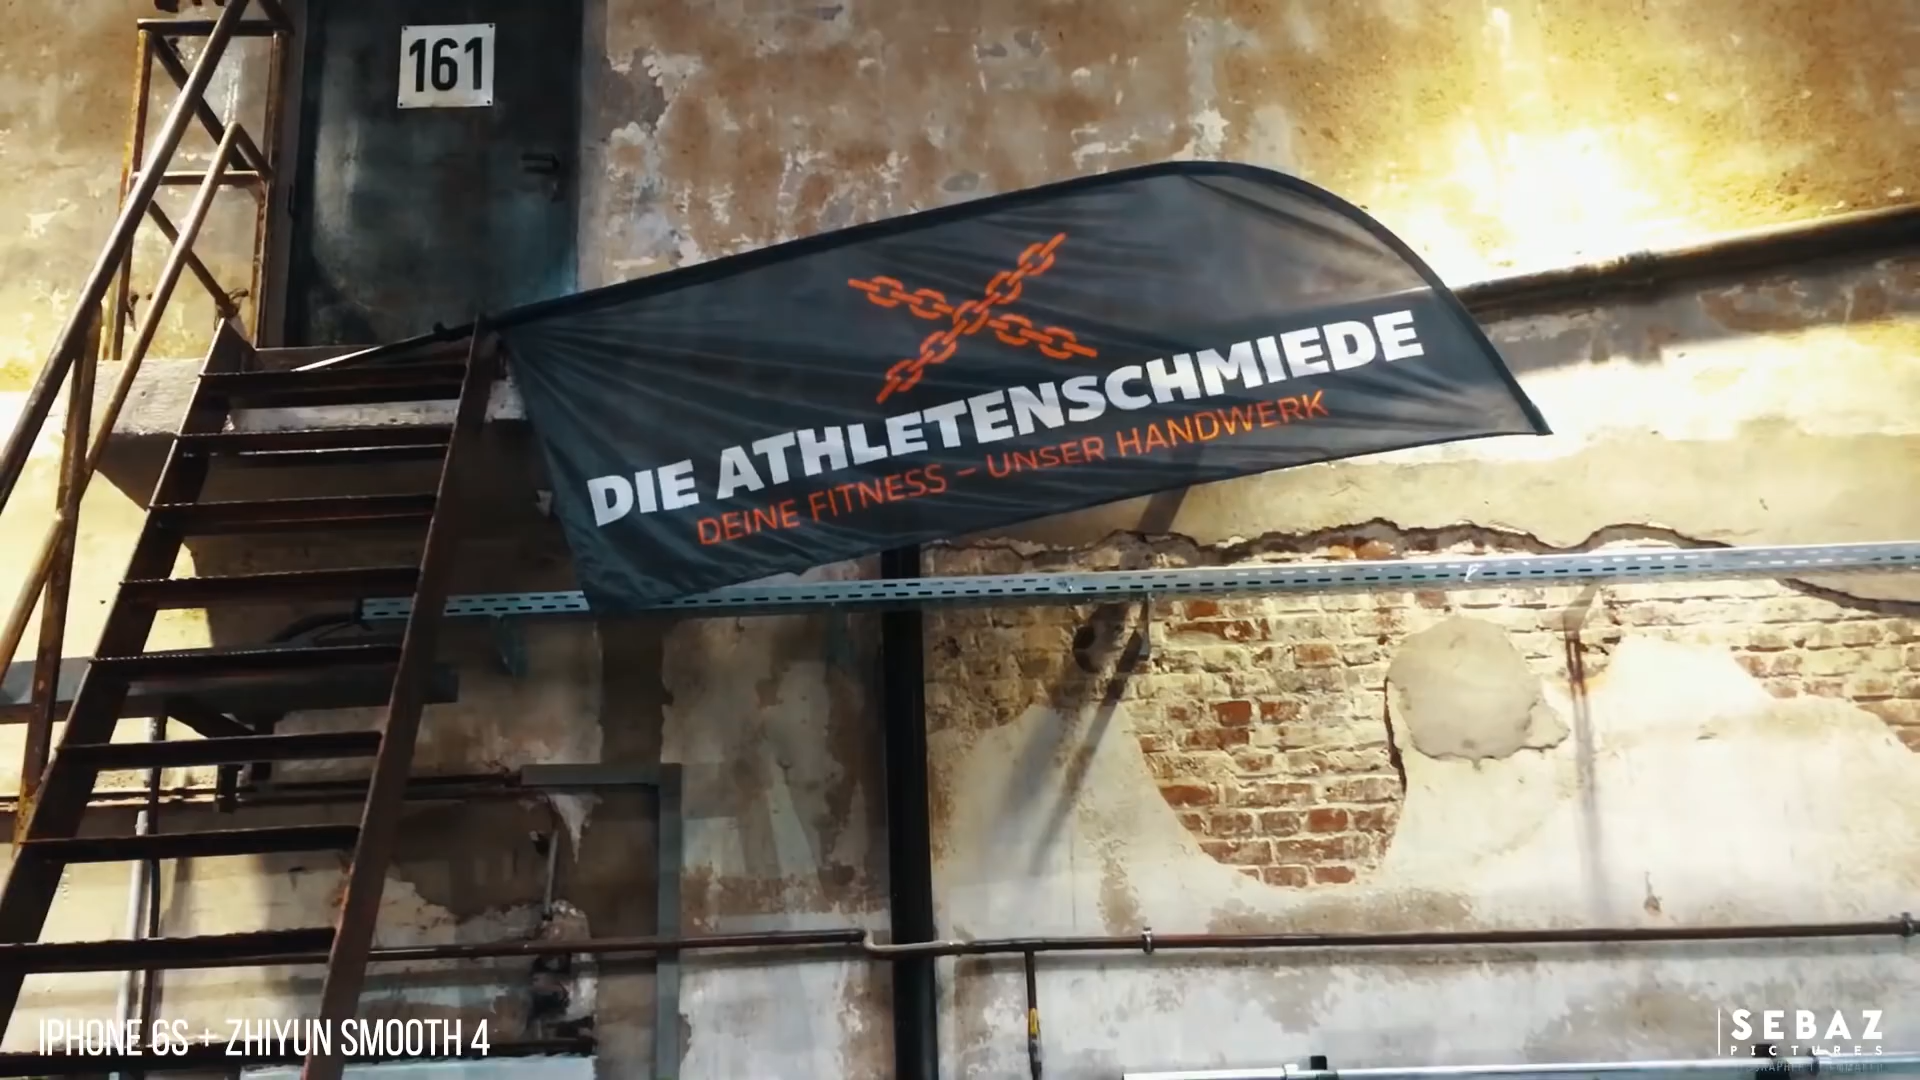 161
DIE ATHLETENSCHMIEDE
DEINE FITNESS – UNSER HANDWERK
IPHONE 6S + ZHIYUN SMOOTH 4
SEBAZ
PICTURES